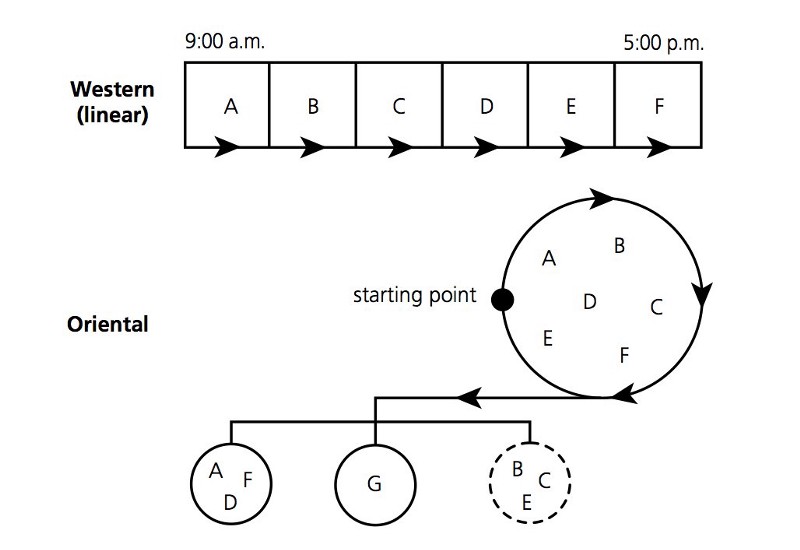 9:00 a.m. 5:00 p.m.
Western
(linear)
A B C D E F
B
A
starting point
D
C
Oriental
E
F
A F
D
G
B C
E